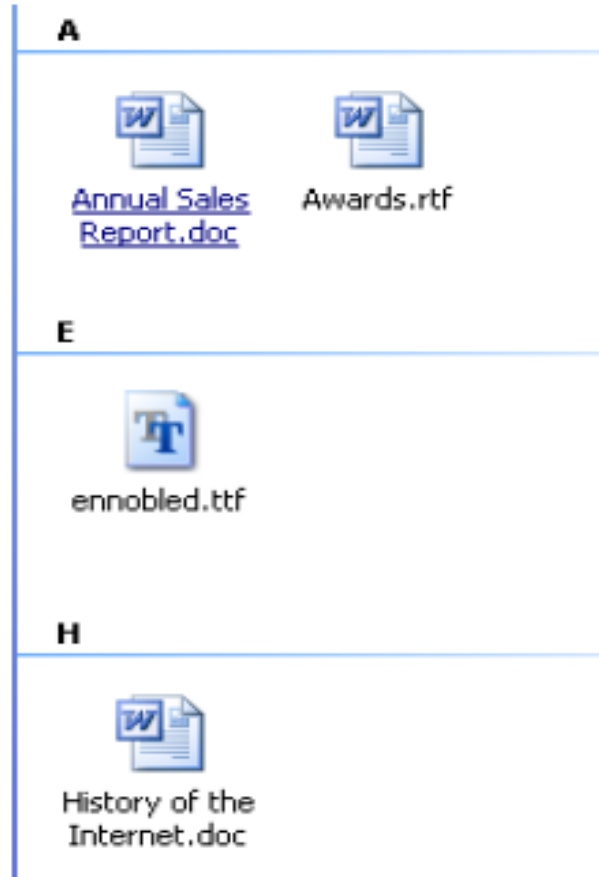 A
Annual Sales
Report.doc
Awards.rtf
E
ennobled.ttf
H
History of the
Internet.doc